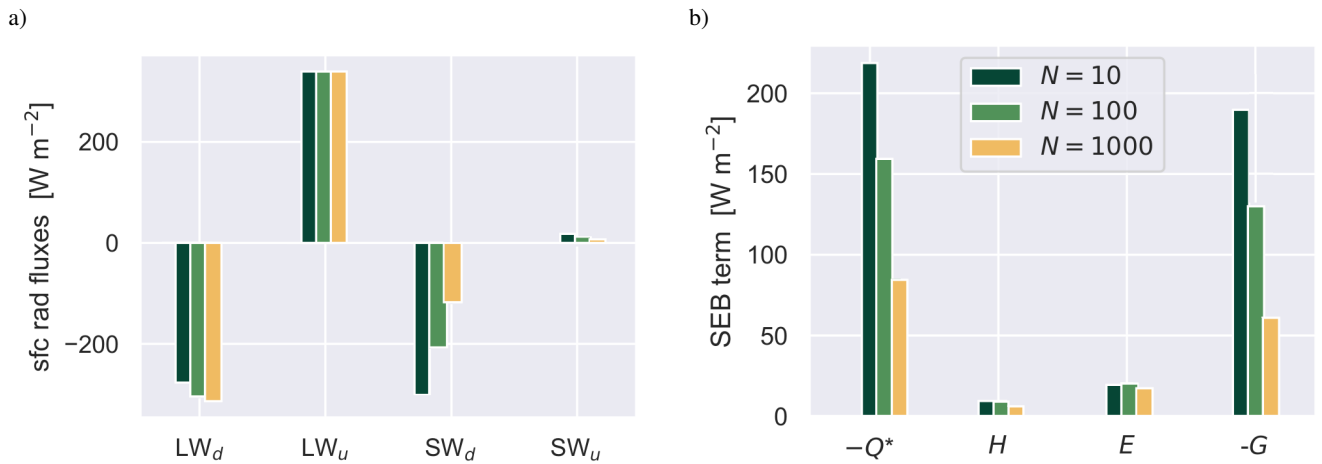 a)
sfc rad fluxes [W m⁻²]
200
0
−200
LW_d LW_u SW_d SW_u
b)
SEB term [W m⁻²]
200
150
100
50
0
N = 10
N = 100
N = 1000
−Q* H E -G